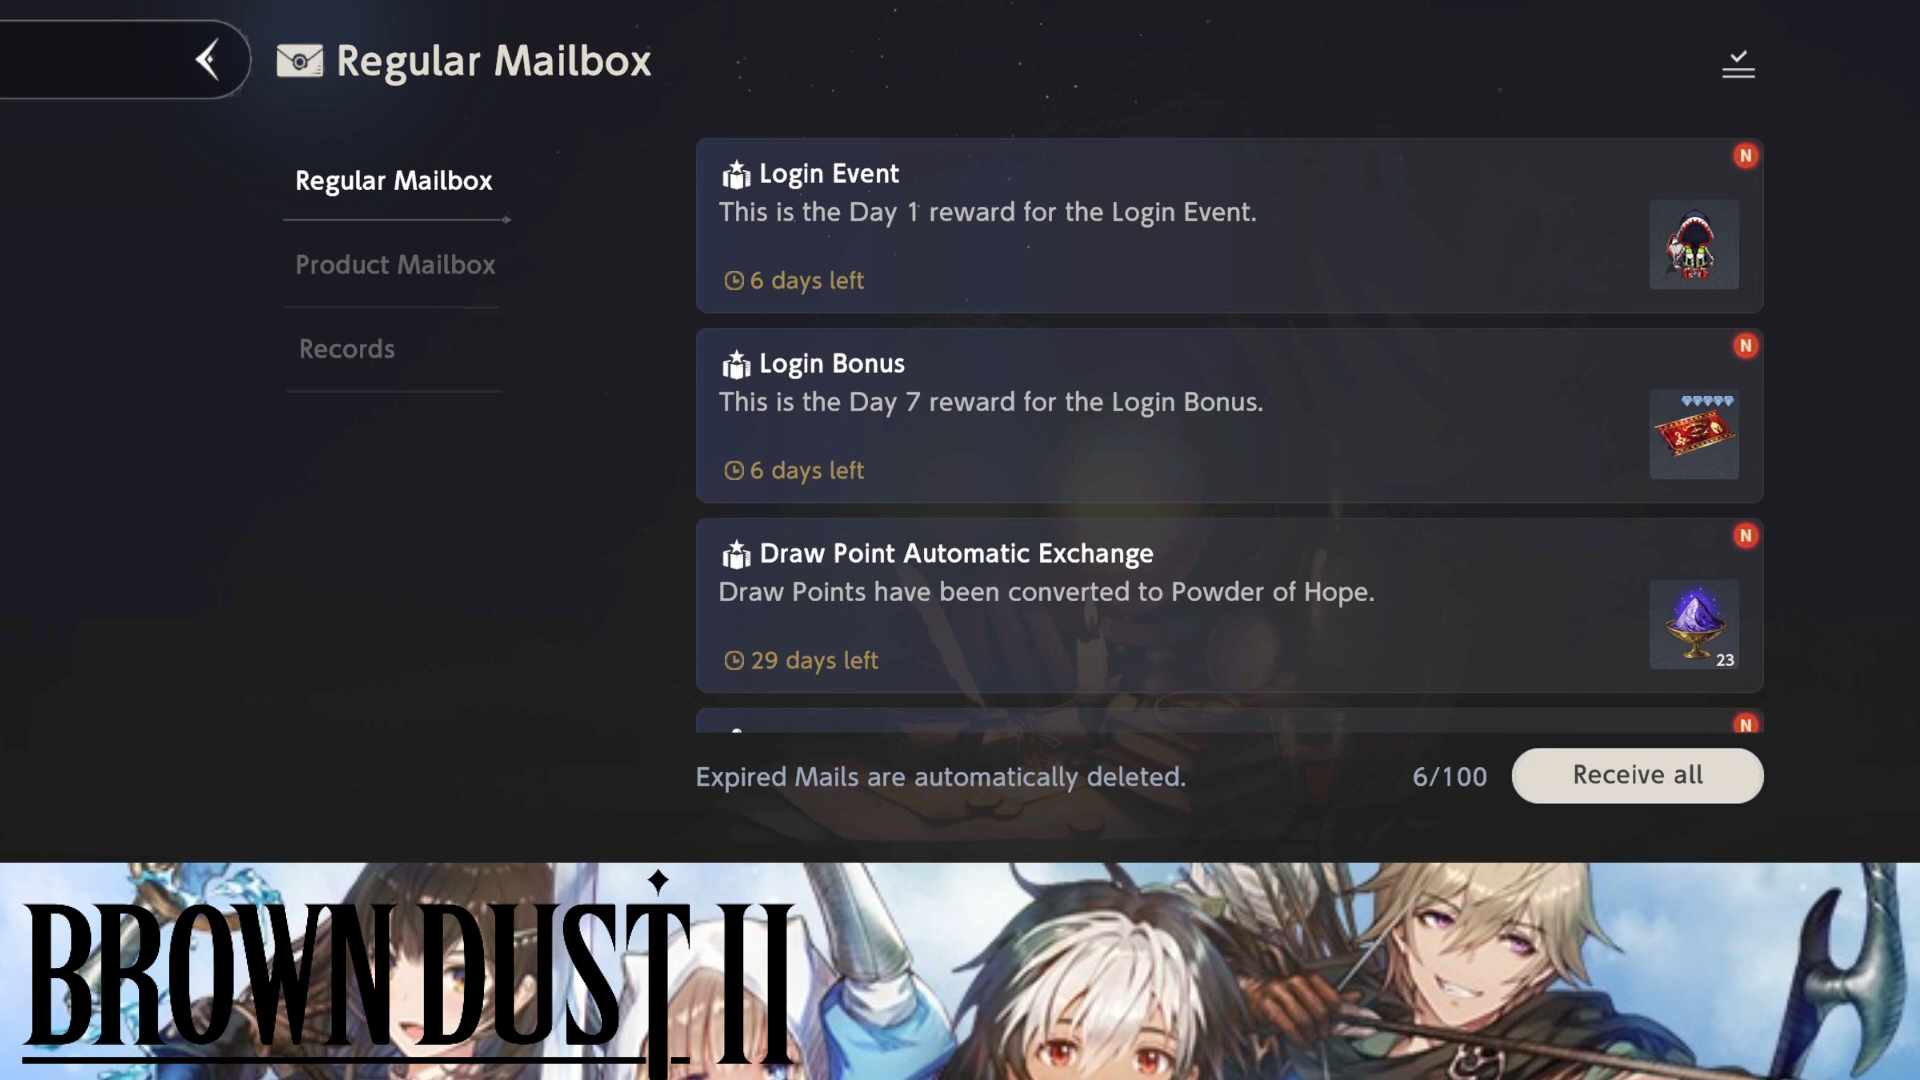 Regular Mailbox
Regular Mailbox
Product Mailbox
Records
Login Event
N
This is the Day 1 reward for the Login Event.
6 days left
Login Bonus
N
This is the Day 7 reward for the Login Bonus.
6 days left
Draw Point Automatic Exchange
N
Draw Points have been converted to Powder of Hope.
23
29 days left
N
Expired Mails are automatically deleted.
6/100
Receive all
BROWN DUST II